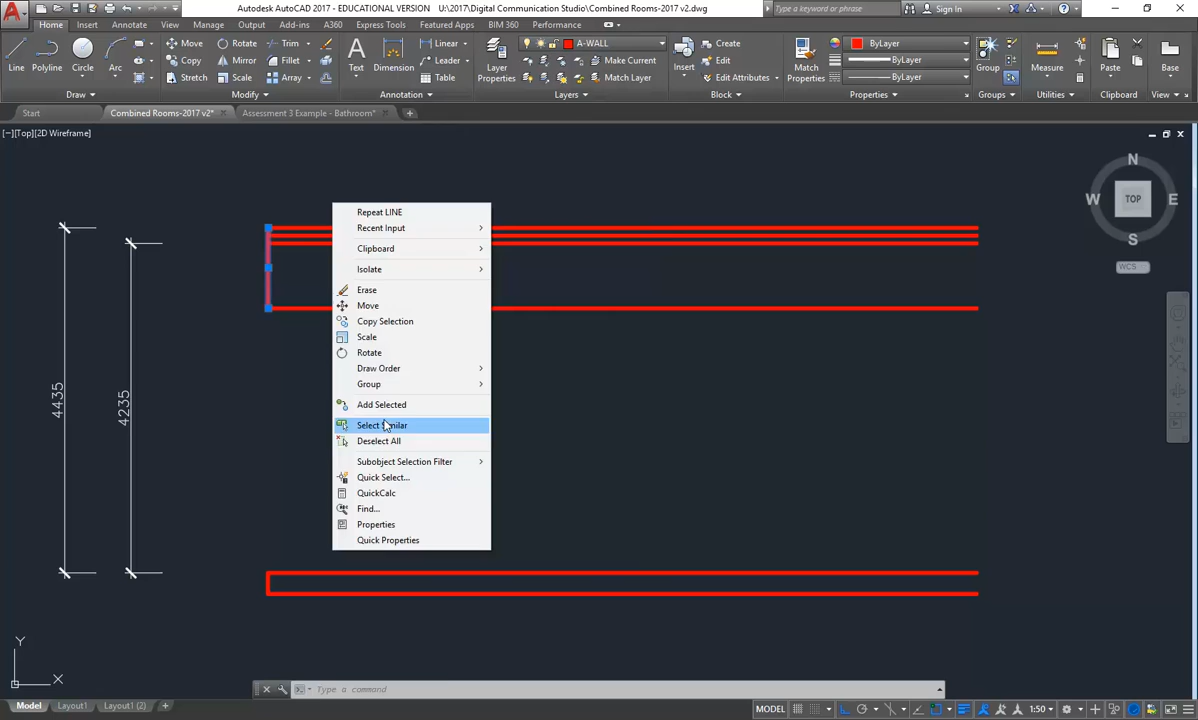 Autodesk AutoCAD 2017 - EDUCATIONAL VERSION U:\2017\Digital Communication Studio\Combined Rooms-2017 v2.dwg
Type a keyword or phrase
Sign In
Home Insert Annotate Parametric View Manage Output Add-ins A360 Express Tools Featured Apps BIM 360 Performance
Line
Polyline
Circle
Arc
Draw
Move Rotate Trim
Copy Mirror Fillet
Stretch Scale Array
Modify
Text
Dimension
Linear
Leader
Table
Annotation
Layer Properties
A-WALL
Make Current
Match Layer
Layers
Insert
Create
Edit
Edit Attributes
Block
Match Properties
ByLayer
ByLayer
ByLayer
Properties
Group
Groups
Measure
Utilities
Paste
Clipboard
Base
View
Start
Combined Rooms-2017 v2*
Assessment 3 Example - Bathroom*
[−][Top][2D Wireframe]
N
W
TOP
E
S
WCS
4435
4235
Repeat LINE
Recent Input
Clipboard
Isolate
Erase
Move
Copy Selection
Scale
Rotate
Draw Order
Group
Add Selected
Select Similar
Deselect All
Subobject Selection Filter
Quick Select...
QuickCalc
Find...
Properties
Quick Properties
Y
X
Type a command
Model Layout1 Layout1 (2)
MODEL
1:50